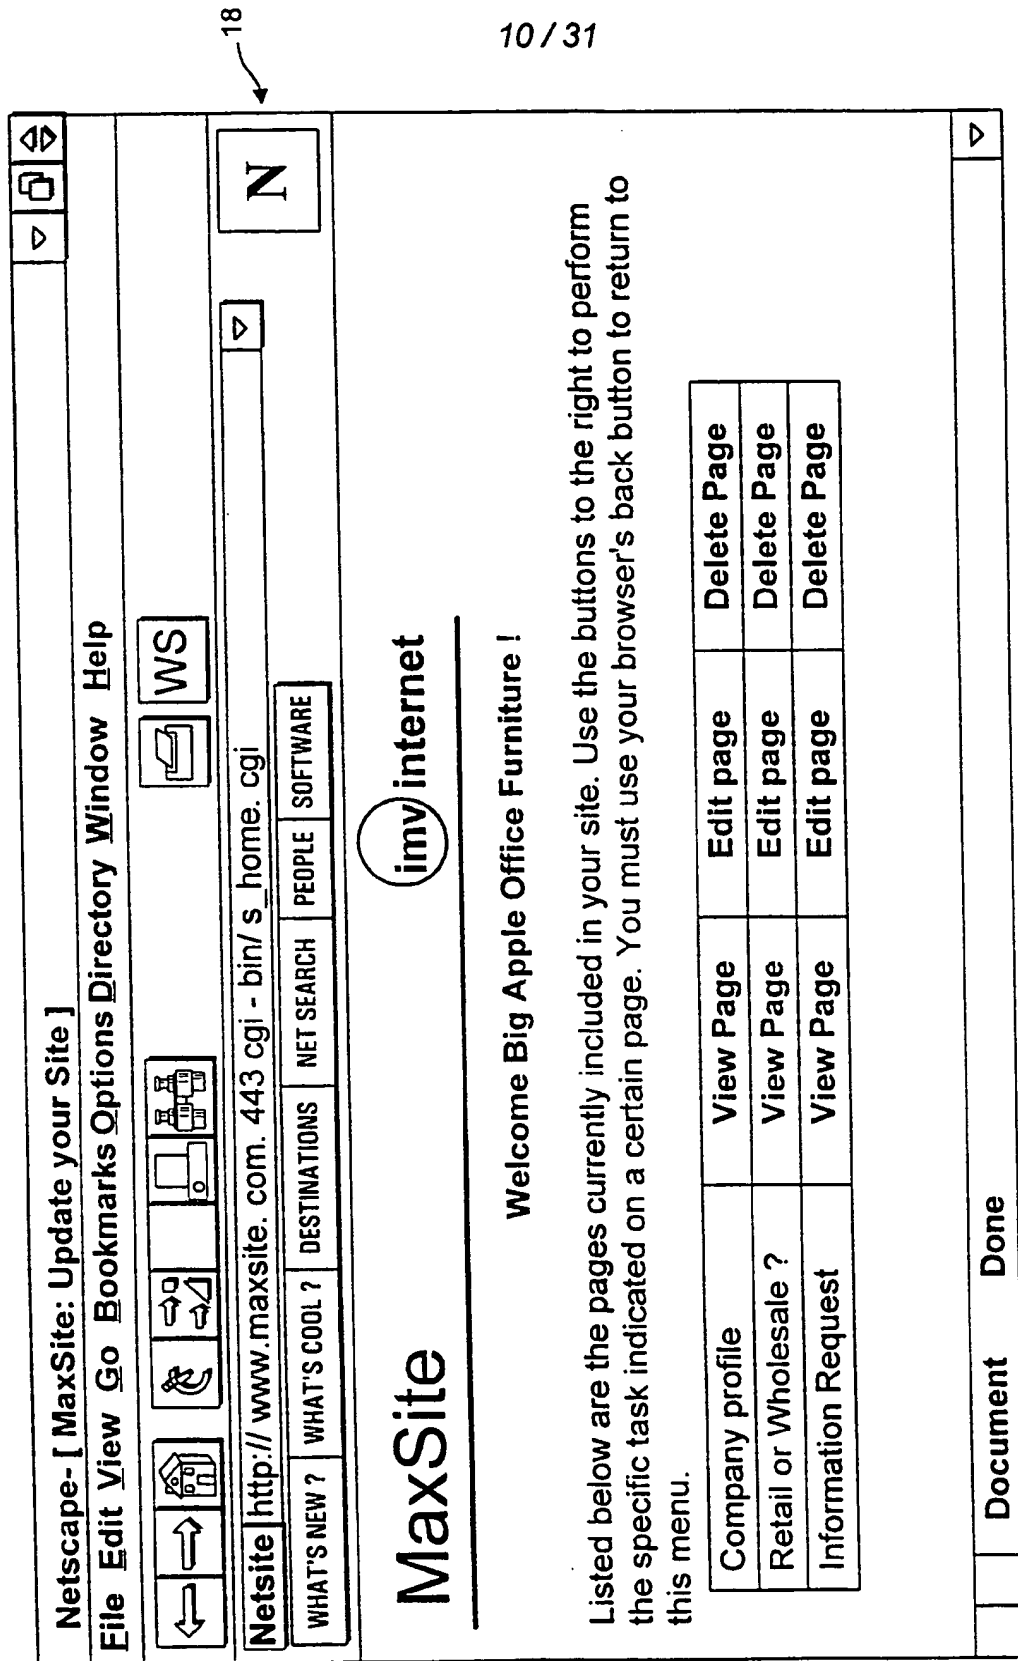 10 / 31
18
Netscape- [ MaxSite: Update your Site ]
File Edit View Go Bookmarks Options Directory Window Help
WS
Netsite http:// www.maxsite. com. 443 cgi - bin/ s_home. cgi
N
WHAT'S NEW ? WHAT'S COOL ? DESTINATIONS NET SEARCH PEOPLE SOFTWARE
MaxSite imv internet
Welcome Big Apple Office Furniture !
Listed below are the pages currently included in your site. Use the buttons to the right to perform
the specific task indicated on a certain page. You must use your browser's back button to return to
this menu.
Company profile View Page Edit page Delete Page
Retail or Wholesale ? View Page Edit page Delete Page
Information Request View Page Edit page Delete Page
Document Done